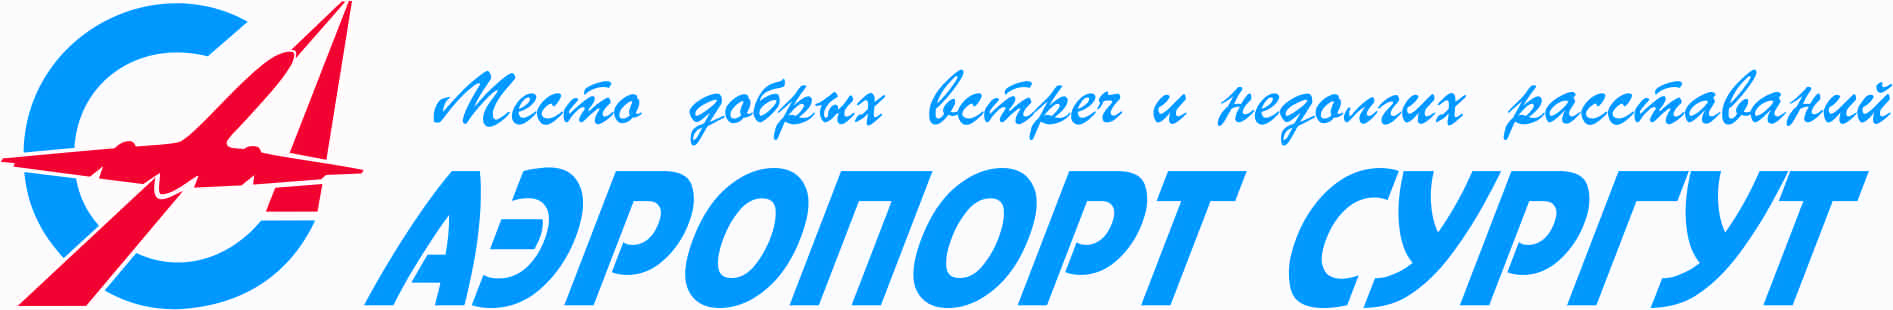 Место добрых встреч и недолгих расставаний
АЭРОПОРТ СУРГУТ